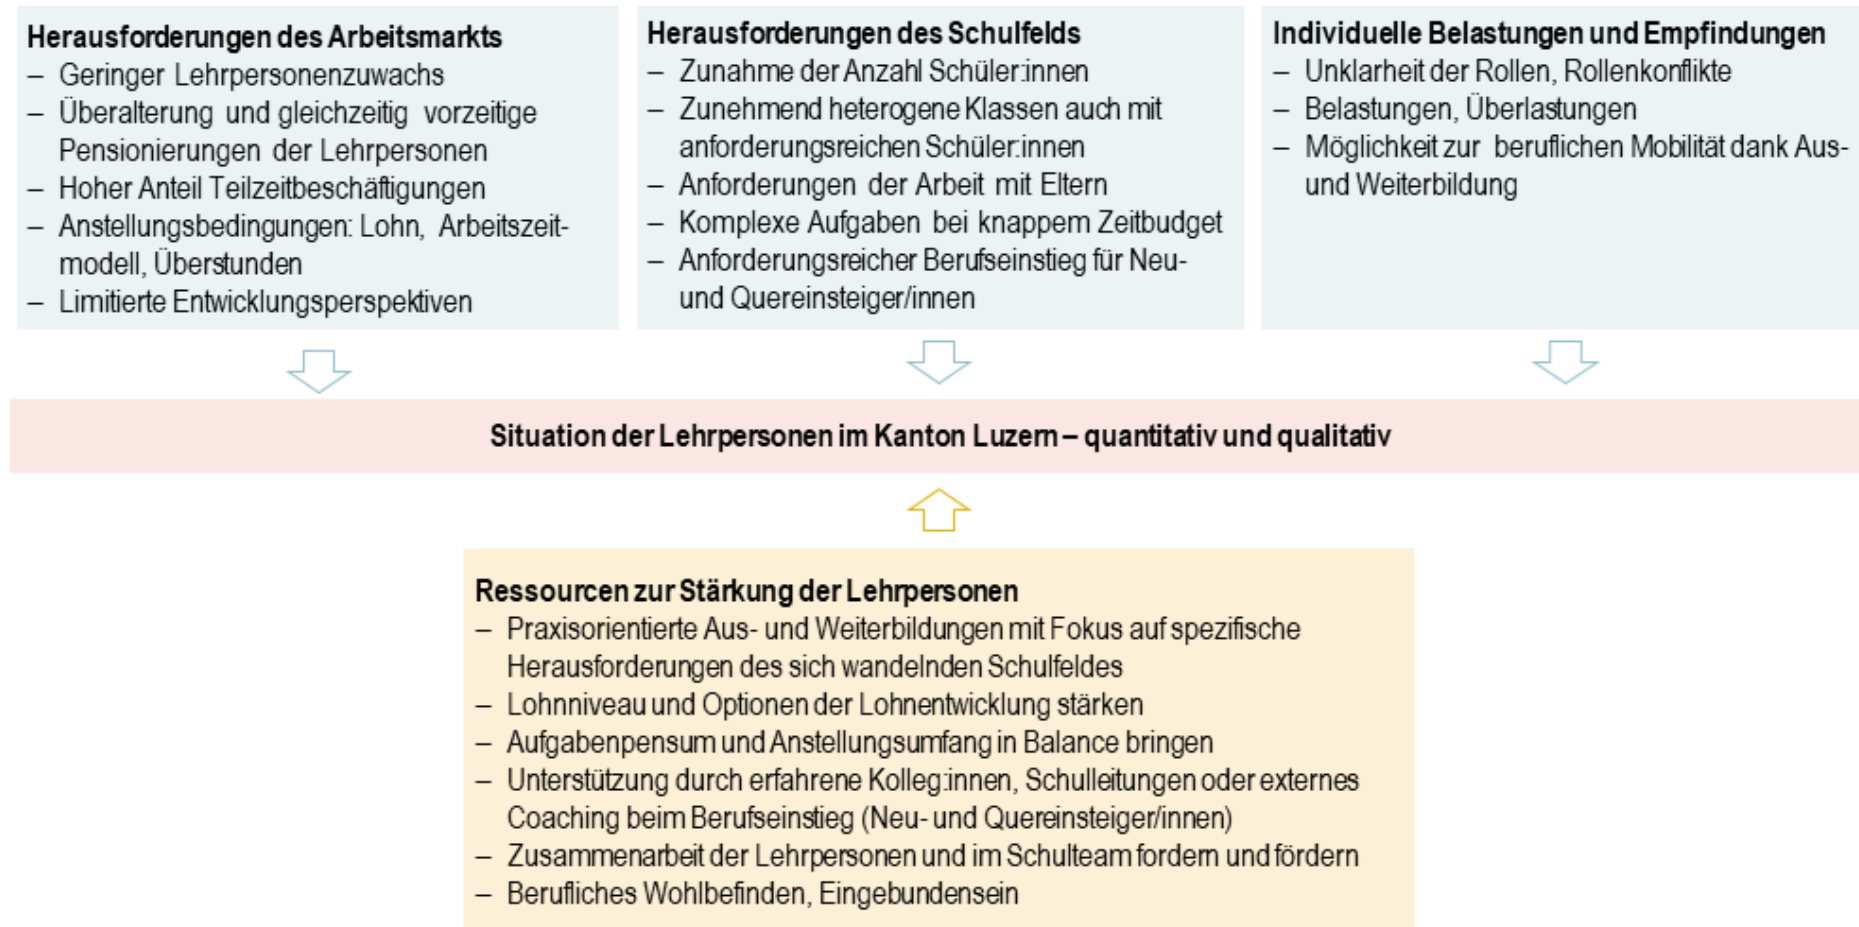 Herausforderungen des Arbeitsmarkts
– Geringer Lehrpersonenzuwachs
– Überalterung und gleichzeitig vorzeitige
Pensionierungen der Lehrpersonen
– Hoher Anteil Teilzeitbeschäftigungen
– Anstellungsbedingungen: Lohn, Arbeitszeit-
modell, Überstunden
– Limitierte Entwicklungsperspektiven
Herausforderungen des Schulfelds
– Zunahme der Anzahl Schüler:innen
– Zunehmend heterogene Klassen auch mit
anforderungsreichen Schüler:innen
– Anforderungen der Arbeit mit Eltern
– Komplexe Aufgaben bei knappem Zeitbudget
– Anforderungsreicher Berufseinstieg für Neu-
und Quereinsteiger/innen
Individuelle Belastungen und Empfindungen
– Unklarheit der Rollen, Rollenkonflikte
– Belastungen, Überlastungen
– Möglichkeit zur beruflichen Mobilität dank Aus-
und Weiterbildung
Situation der Lehrpersonen im Kanton Luzern – quantitativ und qualitativ
Ressourcen zur Stärkung der Lehrpersonen
– Praxisorientierte Aus- und Weiterbildungen mit Fokus auf spezifische
Herausforderungen des sich wandelnden Schulfeldes
– Lohnniveau und Optionen der Lohnentwicklung stärken
– Aufgabenpensum und Anstellungsumfang in Balance bringen
– Unterstützung durch erfahrene Kolleg:innen, Schulleitungen oder externes
Coaching beim Berufseinstieg (Neu- und Quereinsteiger/innen)
– Zusammenarbeit der Lehrpersonen und im Schulteam fordern und fördern
– Berufliches Wohlbefinden, Eingebundensein